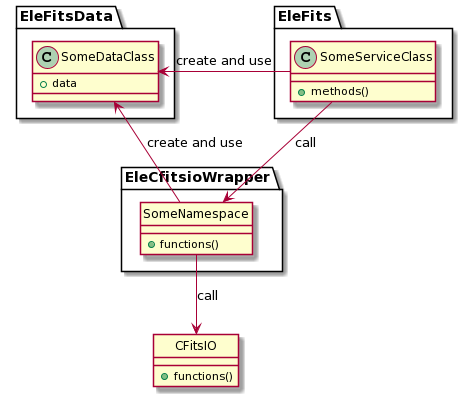 EleFitsData
EleFits
C SomeDataClass
data
create and use
C SomeServiceClass
methods()
create and use
call
EleCfitsioWrapper
SomeNamespace
functions()
call
CFitsIO
functions()